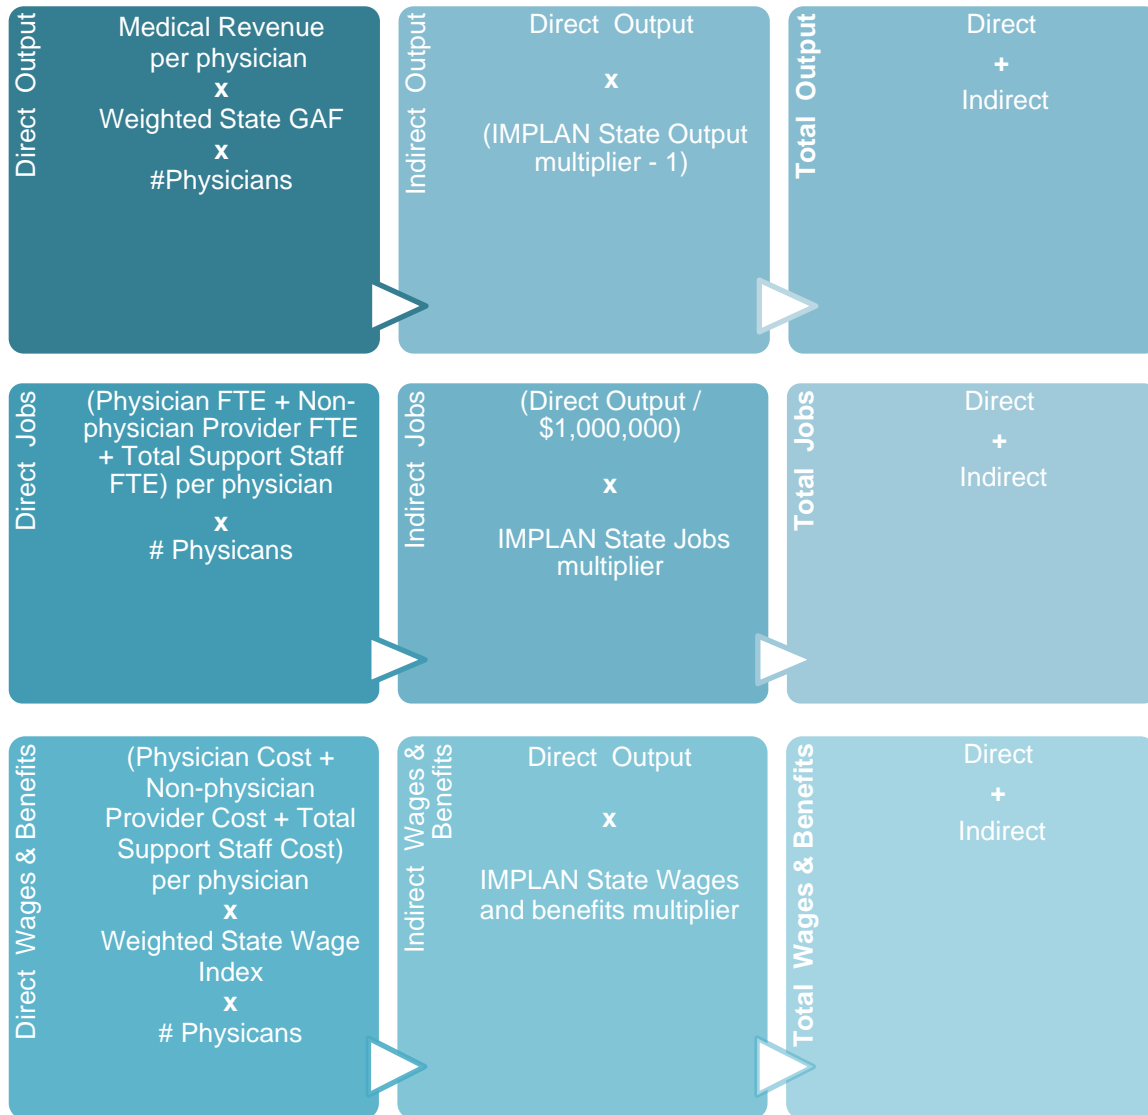 Direct Output
Medical Revenue
per physician
x
Weighted State GAF
x
#Physicians
Indirect Output
Direct Output
x
(IMPLAN State Output
multiplier - 1)
Total Output
Direct
+
Indirect
Direct Jobs
(Physician FTE + Non-
physician Provider FTE
+ Total Support Staff
FTE) per physician
x
# Physicans
Indirect Jobs
(Direct Output /
$1,000,000)
x
IMPLAN State Jobs
multiplier
Total Jobs
Direct
+
Indirect
Direct Wages & Benefits
(Physician Cost +
Non-physician
Provider Cost + Total
Support Staff Cost)
per physician
x
Weighted State Wage
Index
x
# Physicans
Indirect Wages &
Benefits
Direct Output
x
IMPLAN State Wages
and benefits multiplier
Total Wages & Benefits
Direct
+
Indirect